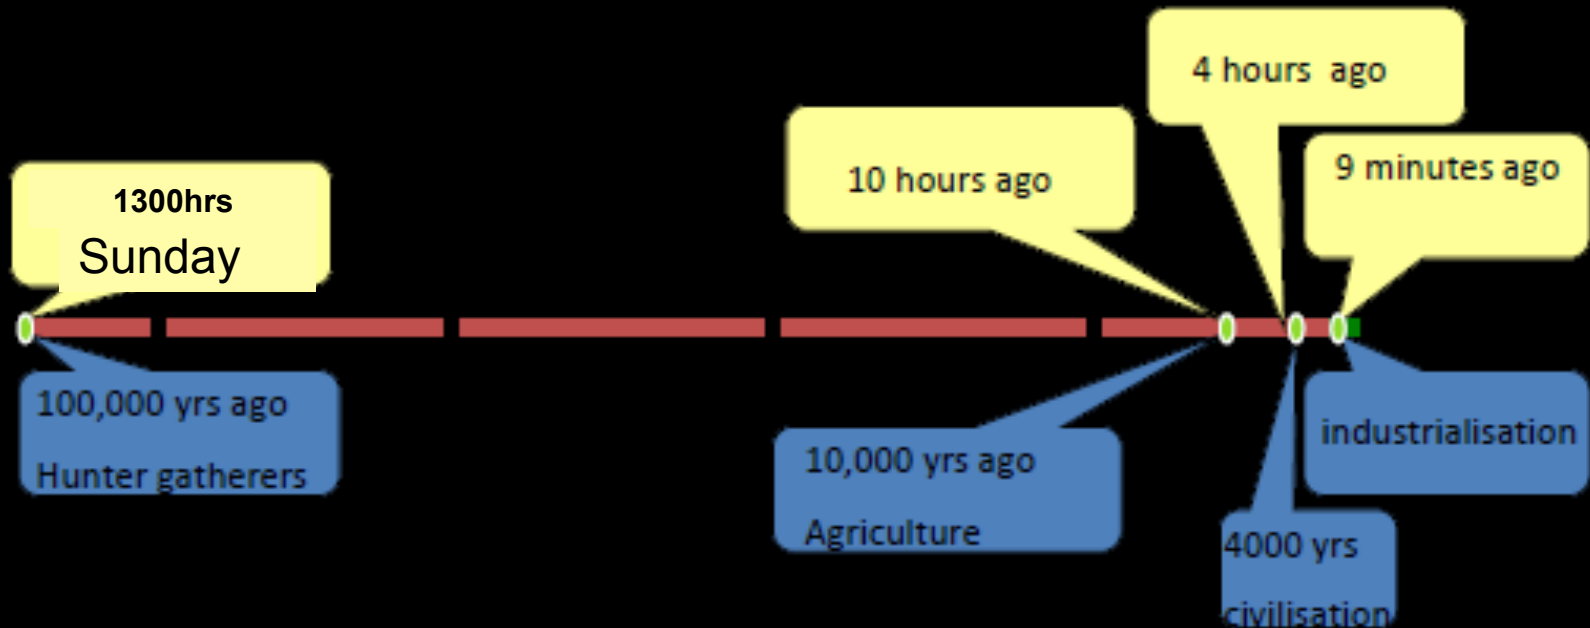 1300hrs
Sunday
100,000 yrs ago
Hunter gatherers
10 hours ago
10,000 yrs ago
Agriculture
4 hours ago
4000 yrs
civilisation
9 minutes ago
industrialisation